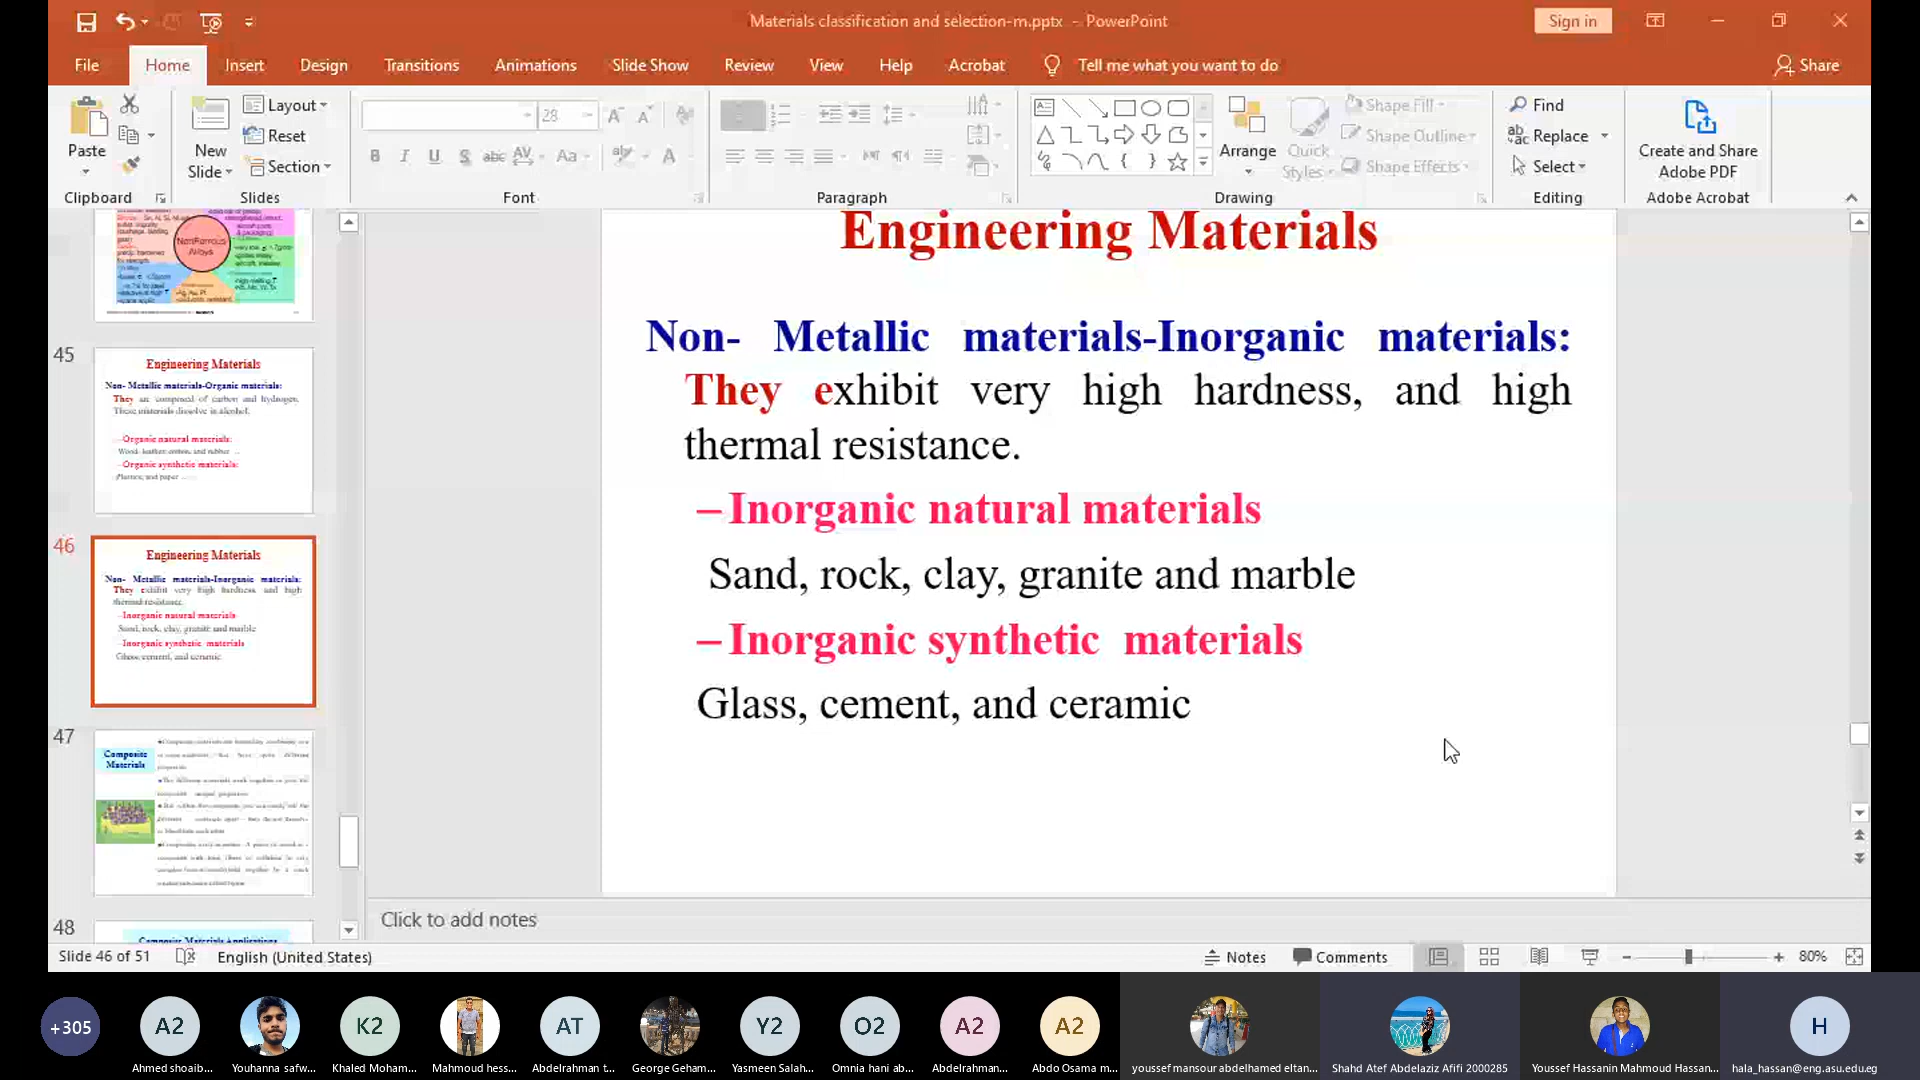 Materials classification and selection-m.pptx - PowerPoint
Sign in
File Home Insert Design Transitions Animations Slide Show Review View Help Acrobat Tell me what you want to do Share
Paste
Clipboard
New Slide
Layout
Reset
Section
Slides
28
Font
Paragraph
Arrange
Quick Styles
Shape Fill
Shape Outline
Shape Effects
Drawing
Find
Replace
Select
Editing
Create and Share Adobe PDF
Adobe Acrobat
NonFerrous
Alloys
45
Engineering Materials
Non- Metallic materials-Organic materials:
They are composed of carbon and hydrogen.
These materials dissolve in alcohol.
–Organic natural materials:
Wood, leather, cotton, and rubber ...
–Organic synthetic materials:
Plastics, and paper ...
46
Engineering Materials
Non- Metallic materials-Inorganic materials:
They exhibit very high hardness, and high
thermal resistance.
–Inorganic natural materials
Sand, rock, clay, granite and marble
–Inorganic synthetic materials
Glass, cement, and ceramic
47
Composite
Materials
48
Composite Materials Applications
Engineering Materials
Non- Metallic materials-Inorganic materials:
They exhibit very high hardness, and high
thermal resistance.
– Inorganic natural materials
Sand, rock, clay, granite and marble
– Inorganic synthetic materials
Glass, cement, and ceramic
Click to add notes
Slide 46 of 51 English (United States) Notes Comments 80%
+305 A2 K2 AT Y2 O2 A2 A2 H
Ahmed shoaib... Youhanna safw... Khaled Moham... Mahmoud hess... Abdelrahman t... George Geham... Yasmeen Salah... Omnia hani ab... Abdelrahman... Abdo Osama m... youssef mansour abdelhamed eltan... Shahd Atef Abdelaziz Afifi 2000285 Youssef Hassanin Mahmoud Hassan... hala_hassan@eng.asu.edu.eg